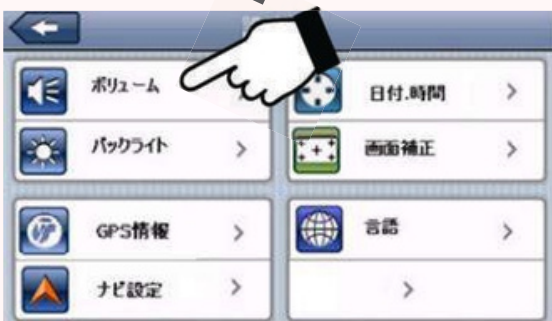 ボリューム
バックライト
日付.時間
画面補正
GPS情報
ナビ設定
言語